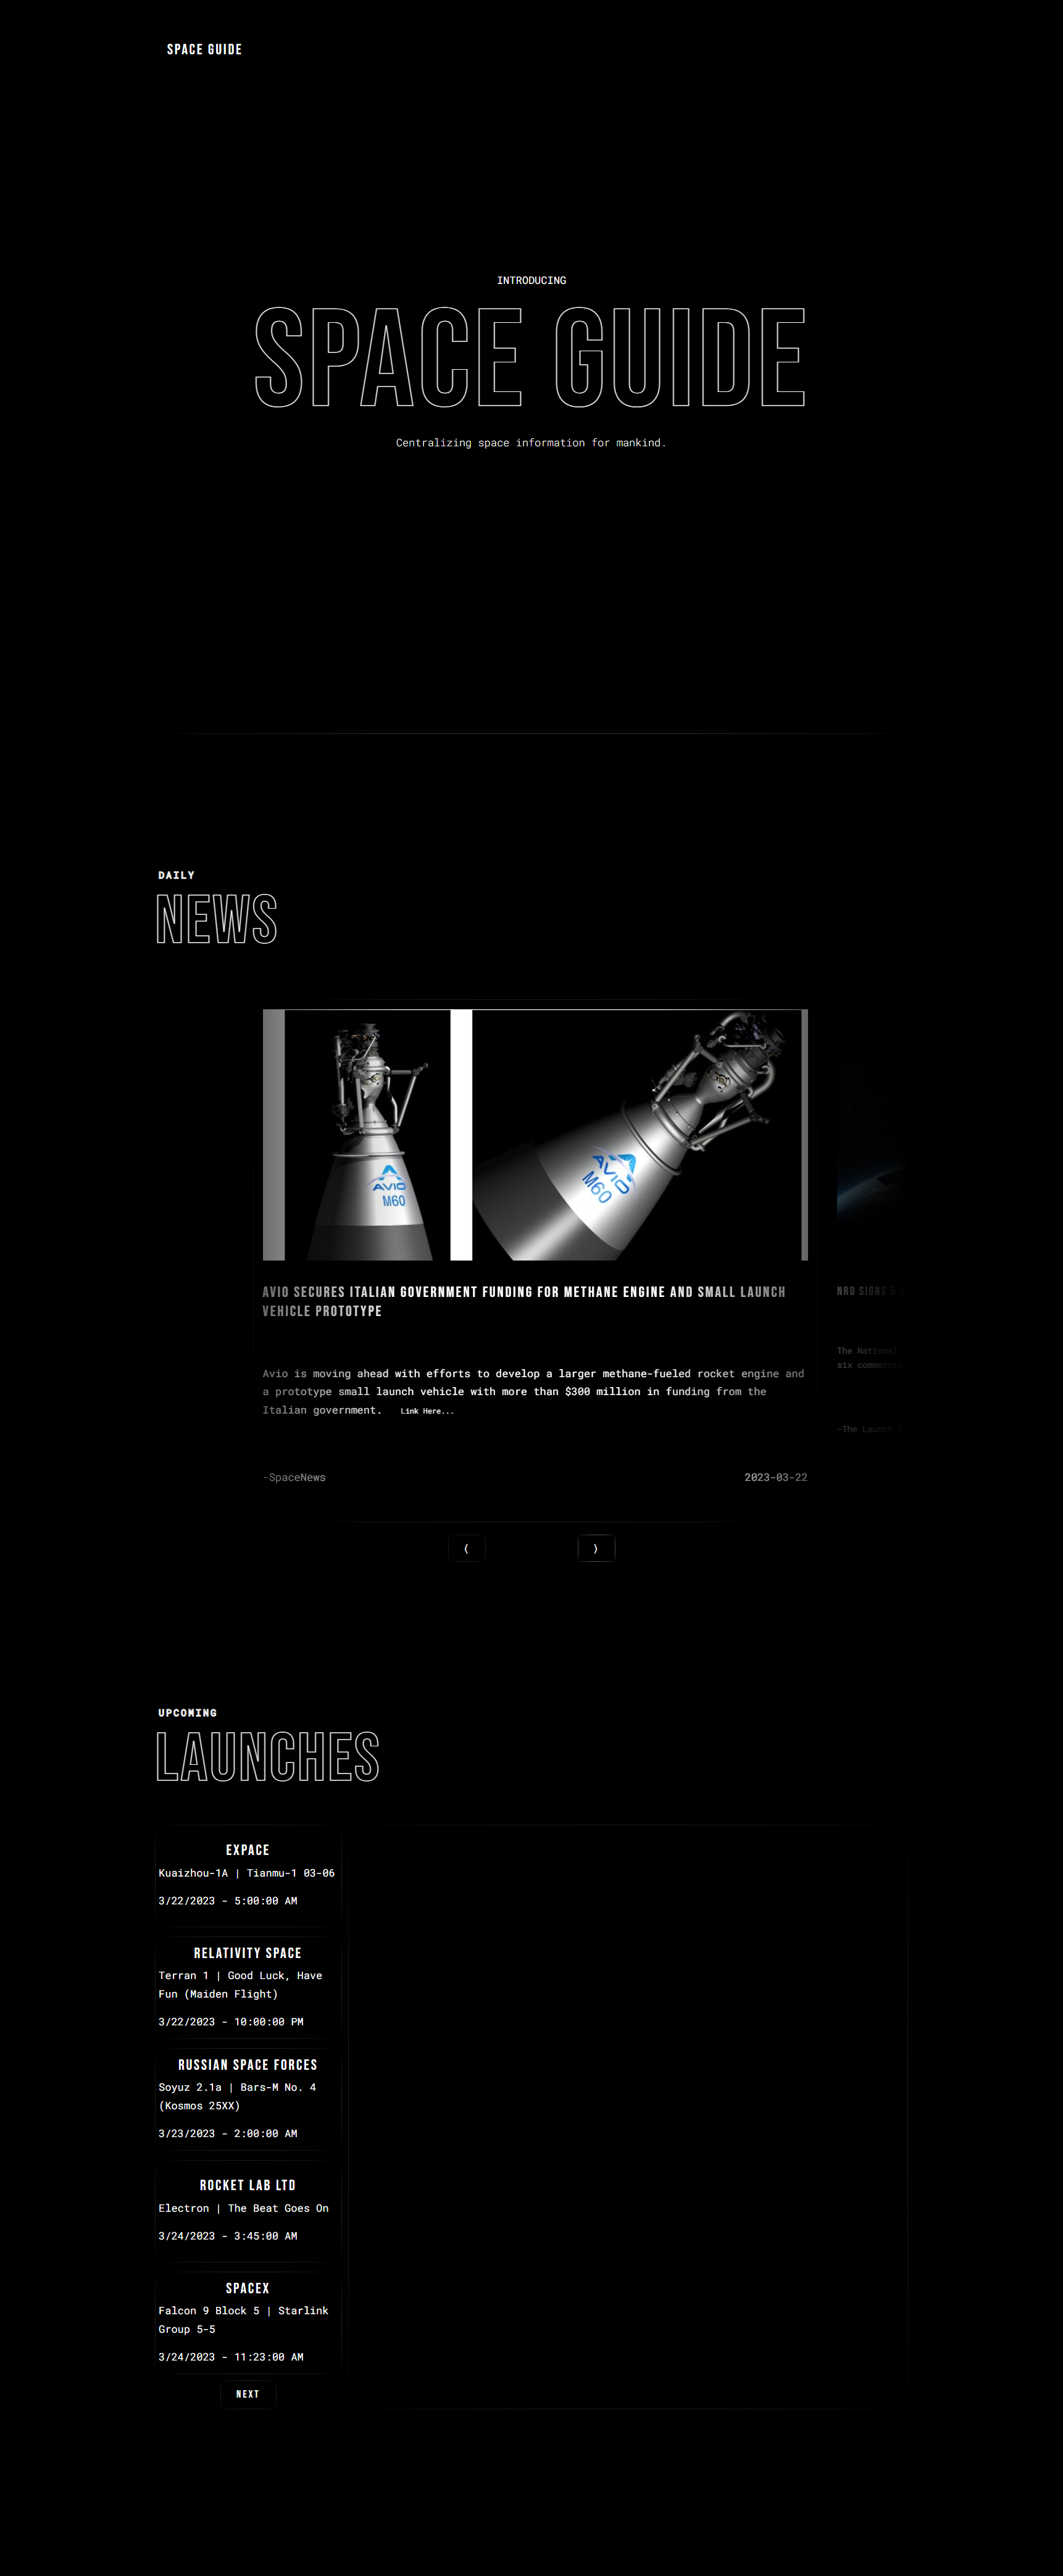 SPACE GUIDE
INTRODUCING
SPACE GUIDE
Centralizing space information for mankind.
DAILY
NEWS
AVIO
M60
AVIO
M60
AVIO SECURES ITALIAN GOVERNMENT FUNDING FOR METHANE ENGINE AND SMALL LAUNCH
VEHICLE PROTOTYPE
Avio is moving ahead with efforts to develop a larger methane-fueled rocket engine and
a prototype small launch vehicle with more than $300 million in funding from the
Italian government. Link Here...
-SpaceNews 2023-03-22
NRO SIGNS
The National
six
-The Launch
⟨ ⟩
UPCOMING
LAUNCHES
EXPACE
Kuaizhou-1A | Tianmu-1 03-06
3/22/2023 - 5:00:00 AM
RELATIVITY SPACE
Terran 1 | Good Luck, Have
Fun (Maiden Flight)
3/22/2023 - 10:00:00 PM
RUSSIAN SPACE FORCES
Soyuz 2.1a | Bars-M No. 4
(Kosmos 25XX)
3/23/2023 - 2:00:00 AM
ROCKET LAB LTD
Electron | The Beat Goes On
3/24/2023 - 3:45:00 AM
SPACEX
Falcon 9 Block 5 | Starlink
Group 5-5
3/24/2023 - 11:23:00 AM
NEXT